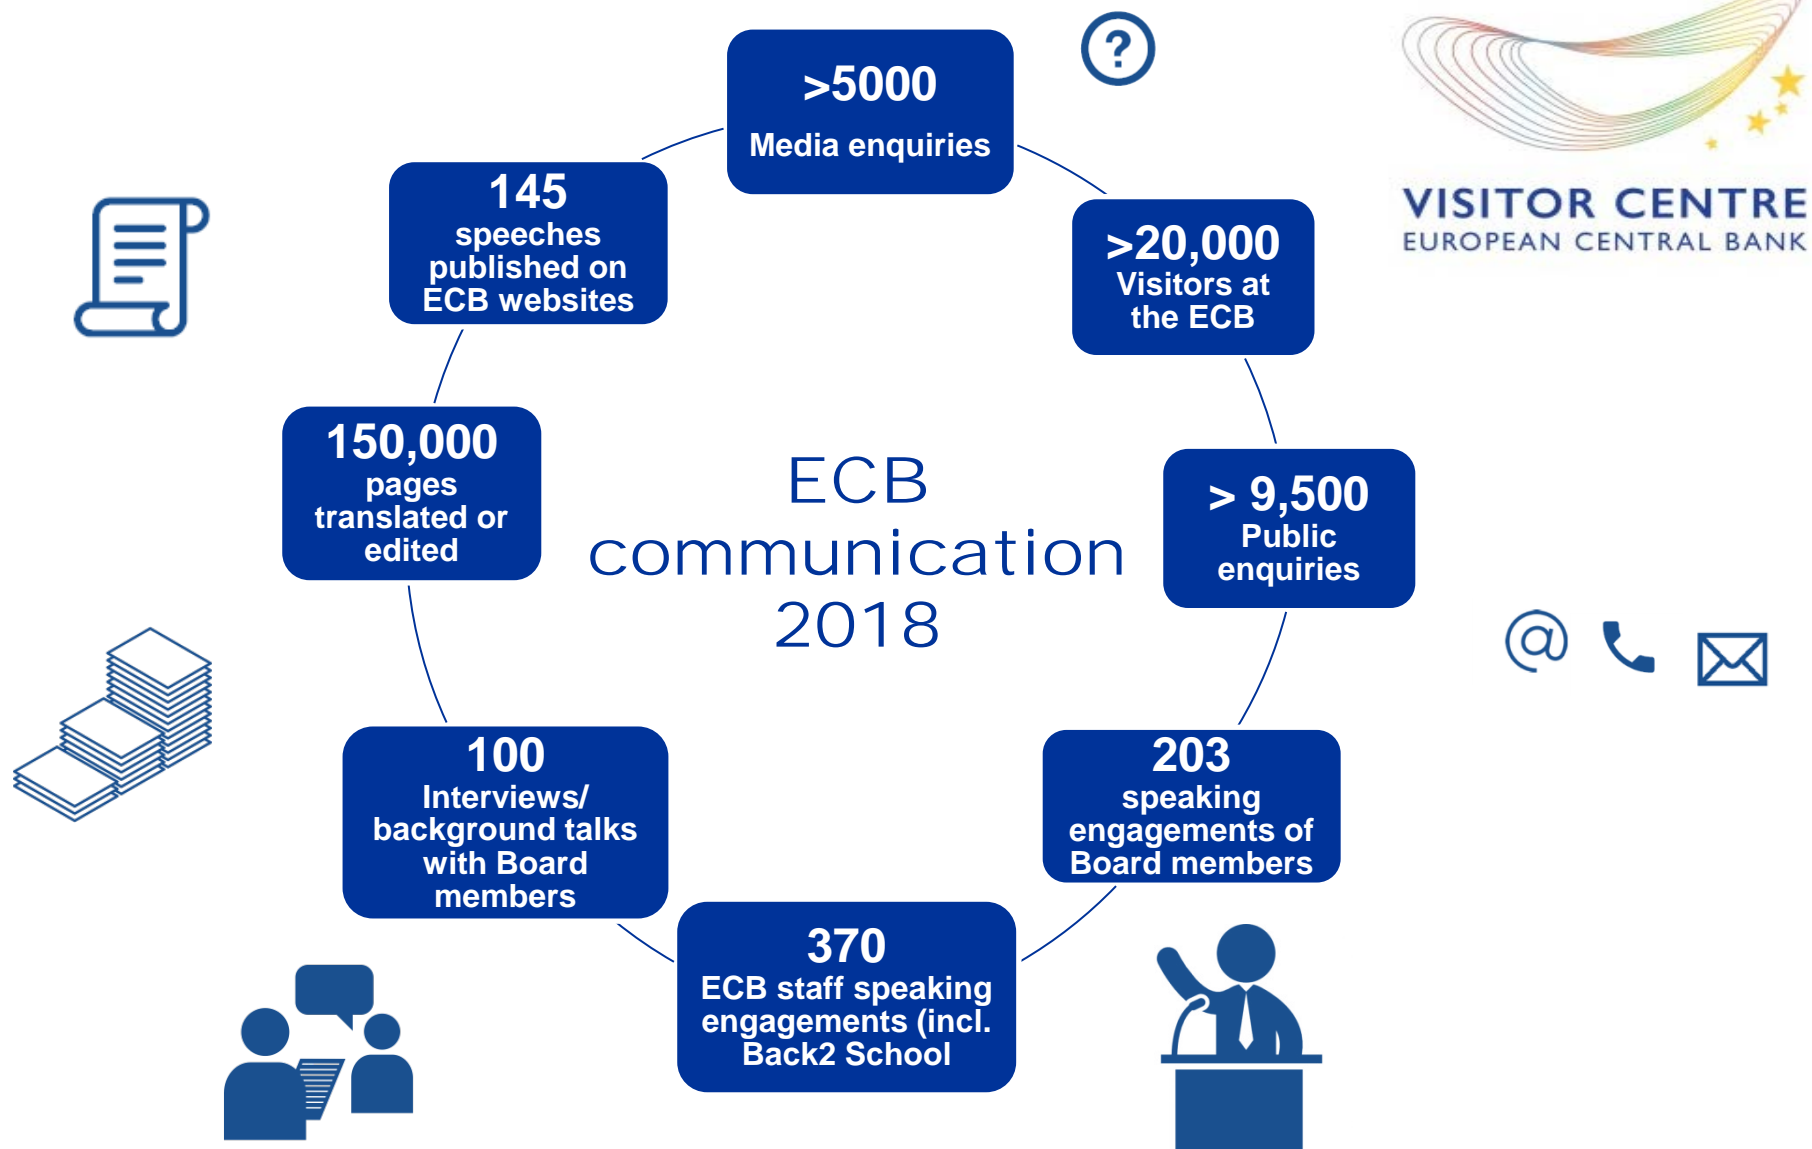 >5000
Media enquiries
?
VISITOR CENTRE
EUROPEAN CENTRAL BANK
145
speeches
published on
ECB websites
>20,000
Visitors at
the ECB
150,000
pages
translated or
edited
ECB
communication
2018
> 9,500
Public
enquiries
@
100
Interviews/
background talks
with Board
members
203
speaking
engagements of
Board members
370
ECB staff speaking
engagements (incl.
Back2 School